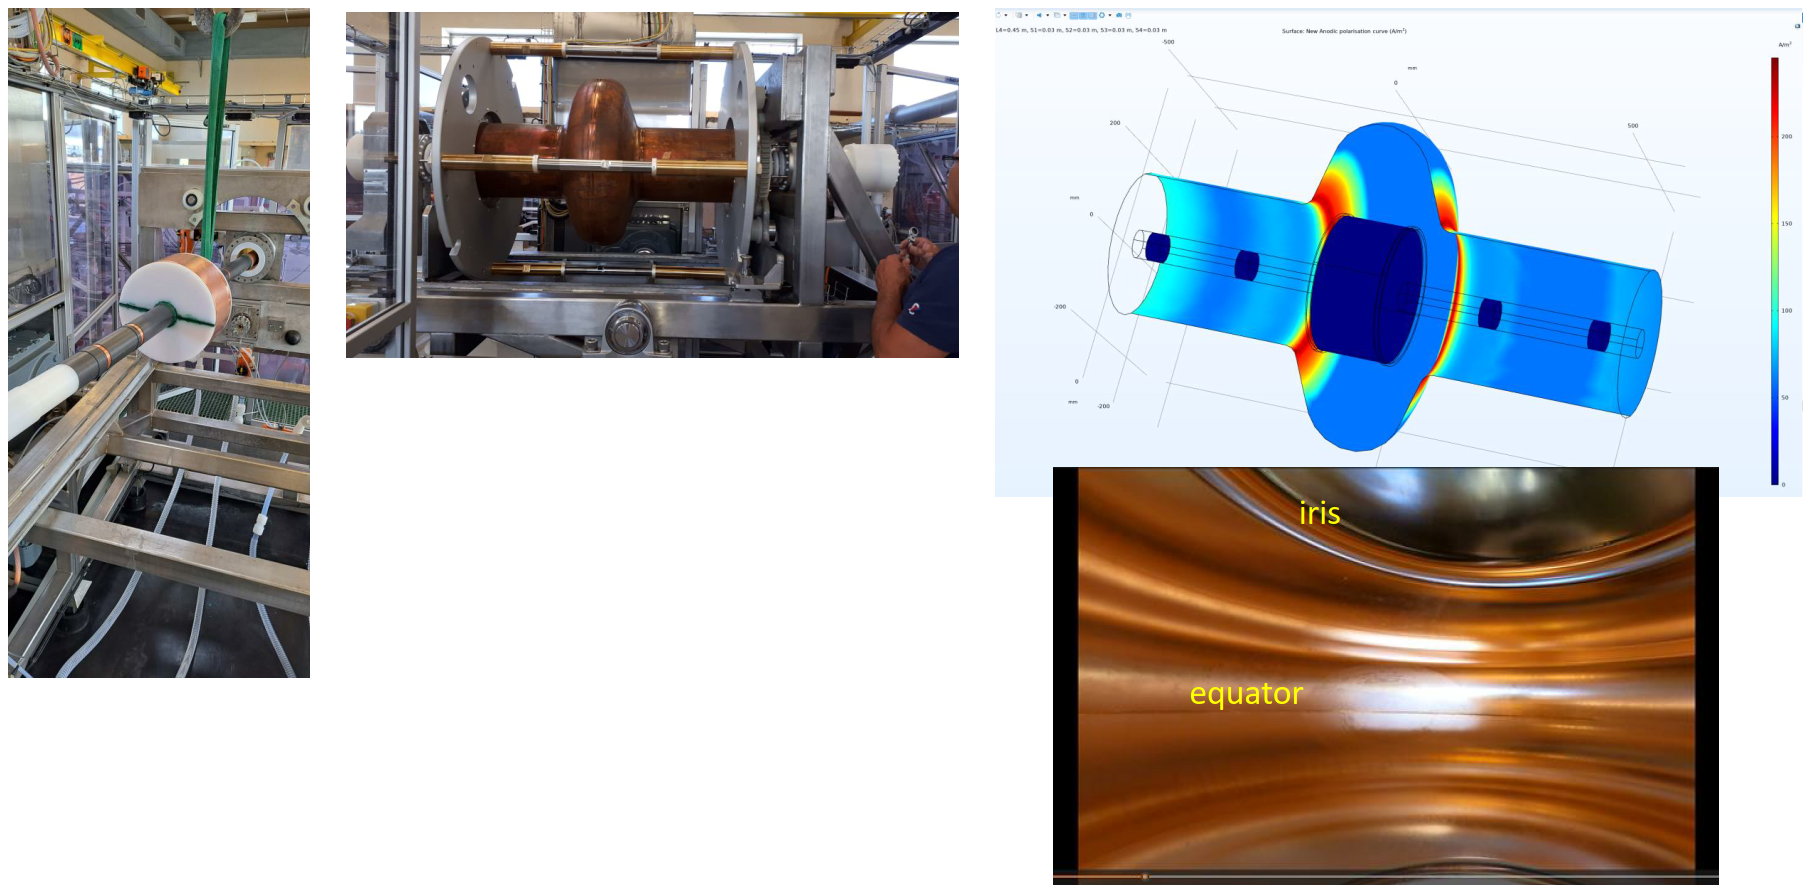 L4=0.45 m, S1=0.03 m, S2=0.03 m, S3=0.03 m, S4=0.03 m
Surface: New Anodic polarisation curve (A/m²)
A/m²
-500
mm
0
500
200
mm
0
-200
0
mm
-200
200
150
100
50
0
iris
equator